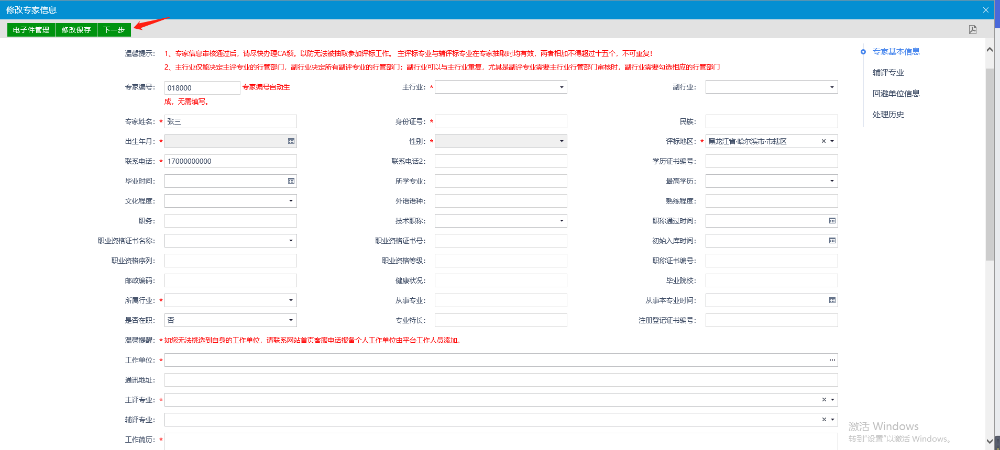 修改专家信息
电子件管理 修改保存 下一步
温馨提示： 1、专家信息审核通过后，请尽快办理CA锁。以防无法被抽取参加评标工作。 主评标专业与辅评标专业在专家抽取时均有效，两者相加不得超过十五个，不可重复！
2、主行业仅能决定主评专业的行管部门，副行业决定所有副评专业的行管部门；副行业可以与主行业重复，尤其是副评专业需要主行业行管部门审核时，副行业需要勾选相应的行管部门
专家基本信息
辅评专业
回避单位信息
处理历史
专家编号： 018000 专家编号自动生成，无需填写。 主行业：* 副行业：
专家姓名：* 张三 身份证号：* 民族：
出生年月：* 性别：* 评标地区：* 黑龙江省·哈尔滨市·市辖区
联系电话：* 17000000000 联系电话2： 学历证书编号：
毕业时间： 所学专业： 最高学历：
文化程度： 外语语种： 熟练程度：
职务： 技术职称： 职称通过时间：
职业资格证书名称： 职业资格证书号： 初始入库时间：
职业资格序列： 职业资格等级： 职称证书编号：
邮政编码： 健康状况： 毕业院校：
所属行业：* 从事专业： 从事本专业时间：
是否在职： 否 专业特长： 注册登记证书编号：
温馨提醒：* 如您无法挑选到自身的工作单位，请联系网站首页客服电话报备个人工作单位由平台工作人员添加。
工作单位：*
通讯地址：
主评专业：*
辅评专业：
工作简历：*
激活 Windows
转到"设置"以激活 Windows。